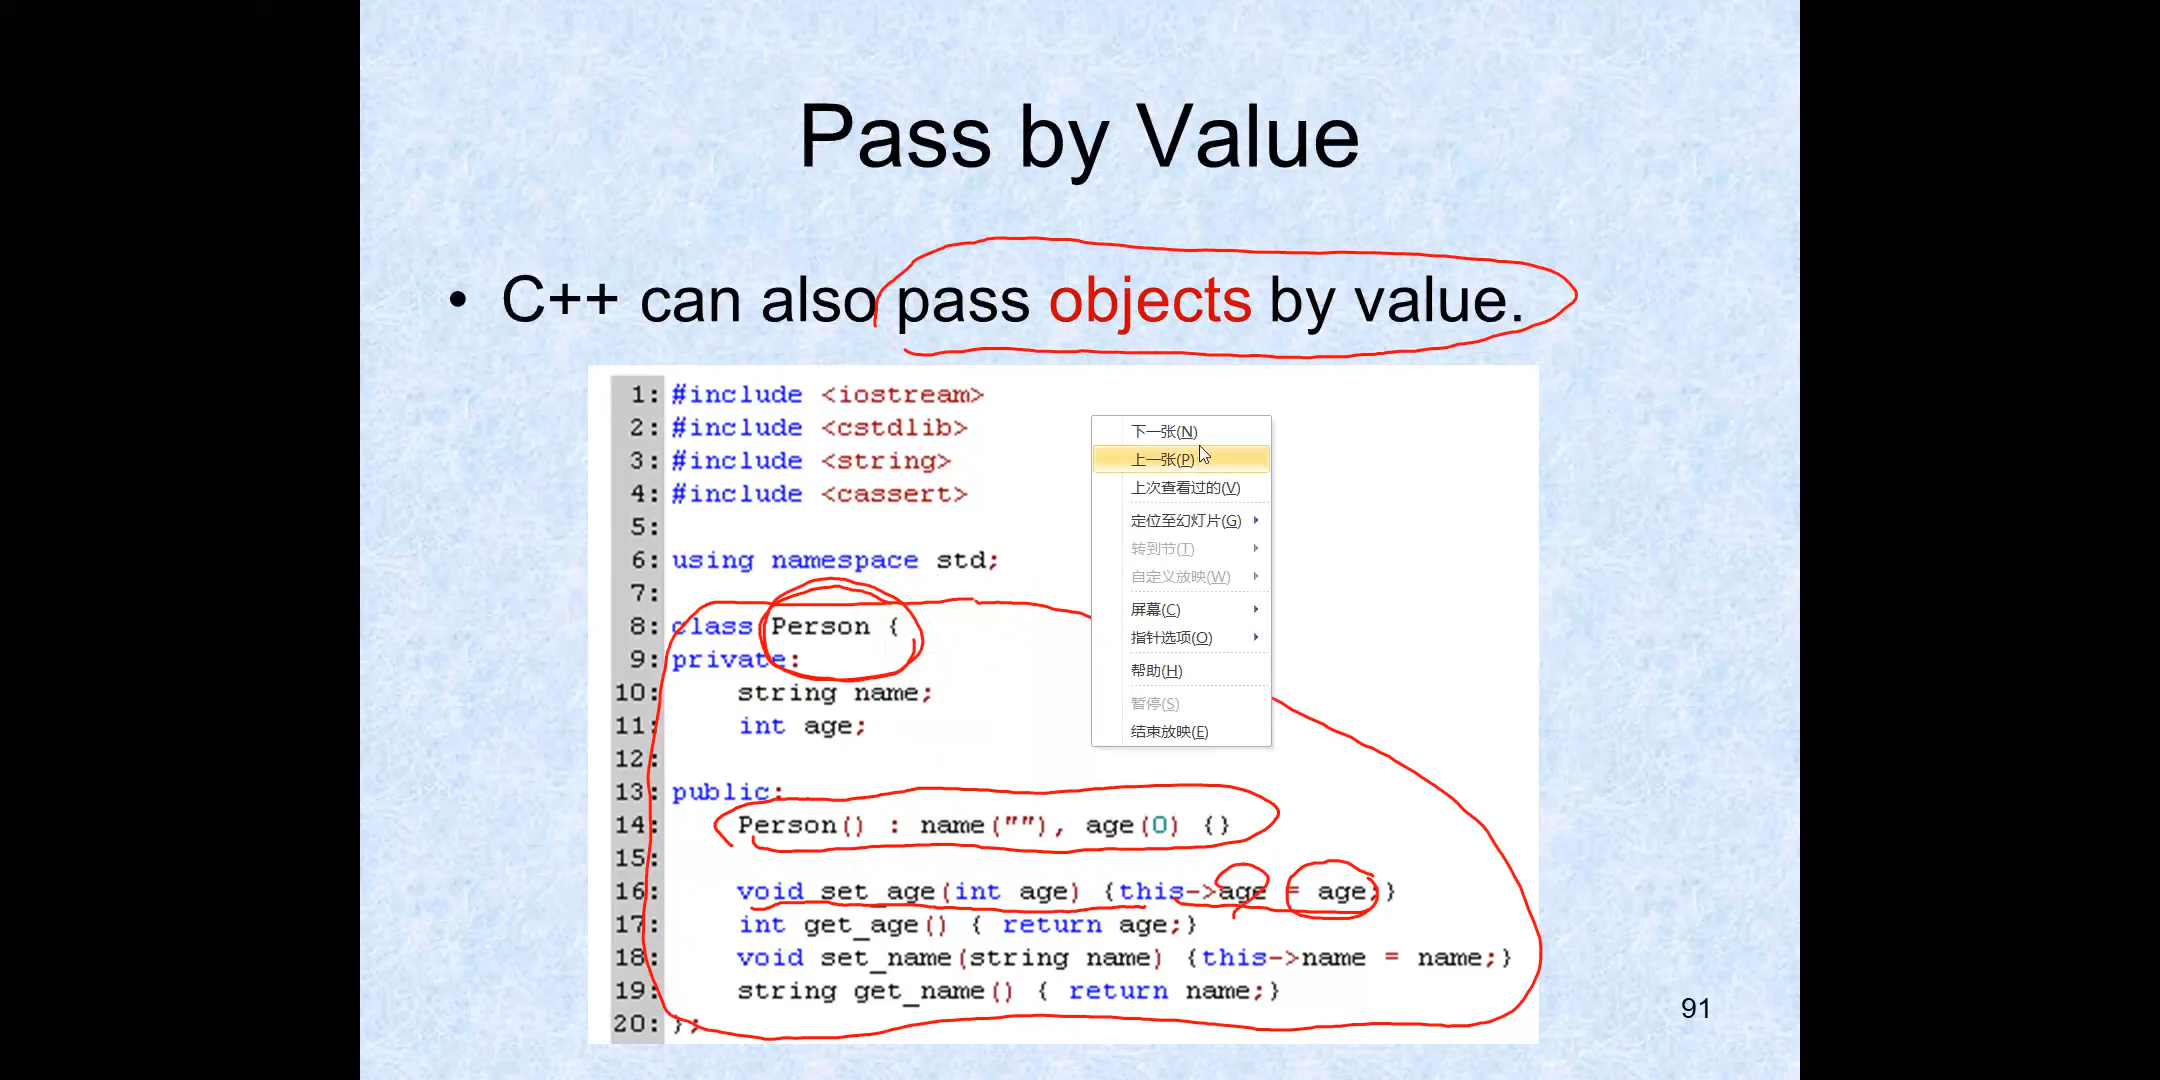 Pass by Value
• C++ can also pass objects by value.
1: #include <iostream>
2: #include <cstdlib>
3: #include <string>
4: #include <cassert>
5:
6: using namespace std;
7:
8: class Person {
9: private:
10: string name;
11: int age;
12:
13: public:
14: Person() : name(""), age(0) {}
15:
16: void set_age(int age) {this->age = age;}
17: int get_age() { return age;}
18: void set_name(string name) {this->name = name;}
19: string get_name() { return name;}
20: };
下一张(N)
上一张(P)
上次查看过的(V)
定位至幻灯片(G)
转到节(T)
自定义放映(W)
屏幕(C)
指针选项(O)
帮助(H)
暂停(S)
结束放映(E)
91